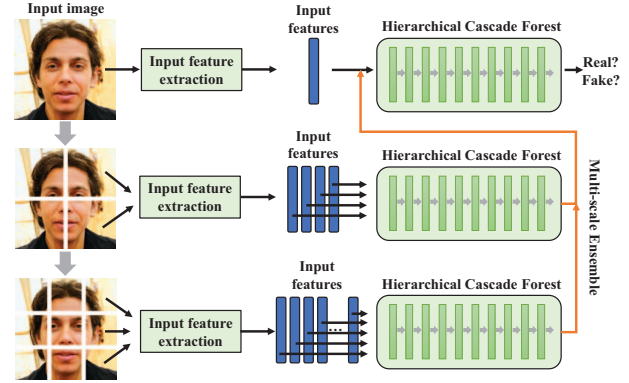 Input image
Input feature
extraction
Input
features
Hierarchical Cascade Forest
Real?
Fake?
Input feature
extraction
Input
features
Hierarchical Cascade Forest
Multi-scale Ensemble
Input feature
extraction
Input
features
...
Hierarchical Cascade Forest